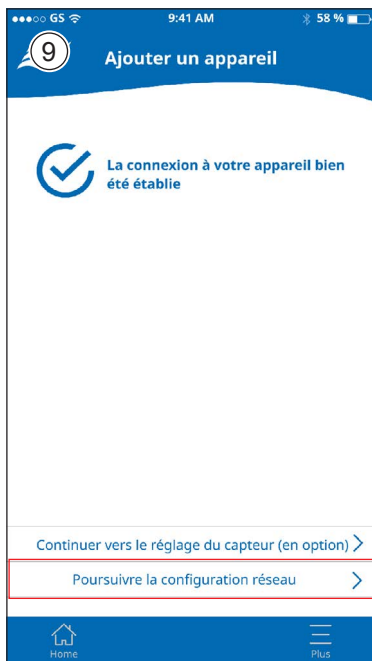 GS 9:41 AM 58 %
9
Ajouter un appareil
La connexion à votre appareil bien
été établie
Continuer vers le réglage du capteur (en option)
Poursuivre la configuration réseau
Home Plus